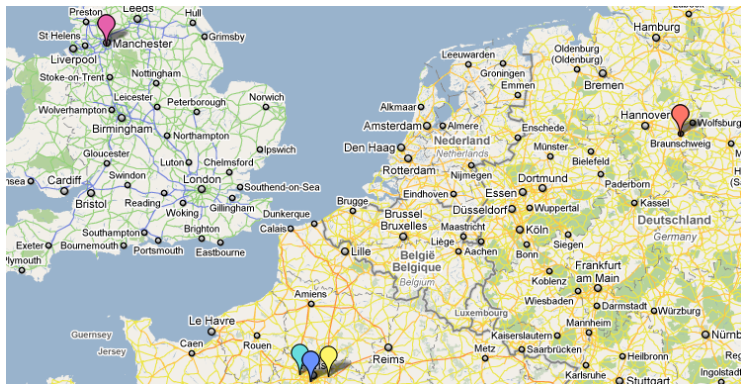 Preston
Leeds
Hull
St Helens
Manchester
Grimsby
Liverpool
Stoke-on-Trent
Nottingham
Leicester
Peterborough
Norwich
Wolverhampton
Birmingham
Northampton
Ipswich
Gloucester
Luton
Chelmsford
Cardiff
Swindon
London
Southend-on-Sea
Bristol
Reading
Woking
Gillingham
Southampton
Brighton
Exeter
Bournemouth
Portsmouth
Eastbourne
Plymouth
Guernsey
Jersey
Le Havre
Caen
Rouen
Amiens
Reims
Metz
Dunkerque
Calais
Brugge
Lille
Brussel
Bruxelles
België
Belgique
Belgium
Maastricht
Liège
Luxembourg
Leeuwarden
Groningen
Emmen
Alkmaar
Amsterdam
Almere
Enschede
Den Haag
Nederland
Netherlands
Rotterdam
Nijmegen
Eindhoven
Hamburg
Oldenburg
(Oldenburg)
Bremen
Hannover
Wolfsburg
Braunschweig
Münster
Bielefeld
Paderborn
Essen
Dortmund
Kassel
Düsseldorf
Wuppertal
Deutschland
Germany
Köln
Siegen
Aachen
Bonn
Koblenz
Frankfurt
am Main
Wiesbaden
Darmstadt
Würzburg
Mannheim
Kaiserslautern
Saarbrücken
Heilbronn
Karlsruhe
Stuttgart
Ingolstadt